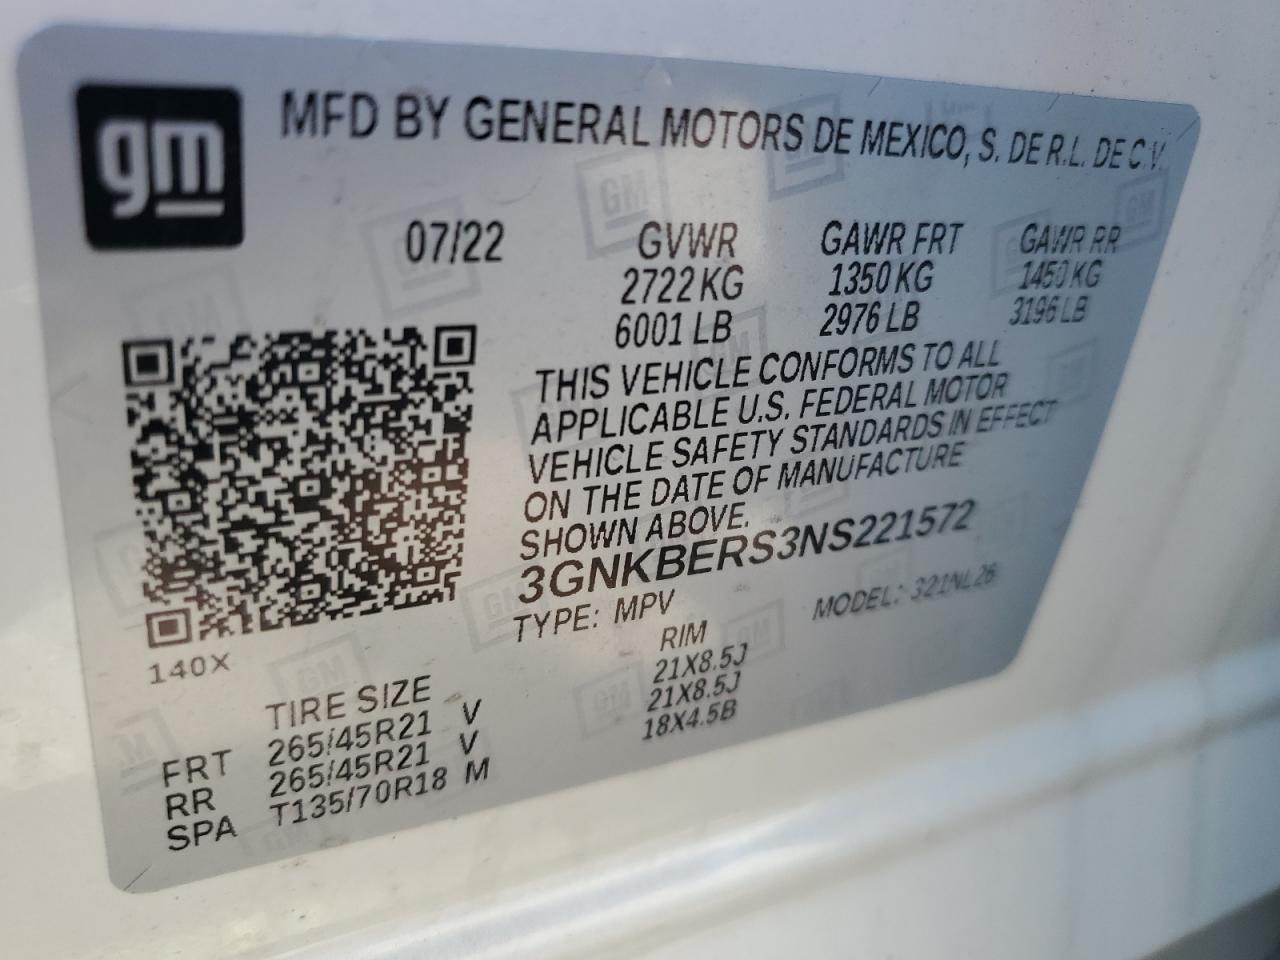 gm
MFD BY GENERAL MOTORS DE MEXICO, S. DE R.L. DE C.V.
07/22 GVWR GAWR FRT GAWR RR
2722 KG 1350 KG 1450 KG
6001 LB 2976 LB 3196 LB
THIS VEHICLE CONFORMS TO ALL
APPLICABLE U.S. FEDERAL MOTOR
VEHICLE SAFETY STANDARDS IN EFFECT
ON THE DATE OF MANUFACTURE
SHOWN ABOVE.
3GNKBERS3NS221572
TYPE: MPV MODEL: 321NL26
140X
TIRE SIZE RIM
FRT 265/45R21 V 21X8.5J
RR 265/45R21 V 21X8.5J
SPA T135/70R18 M 18X4.5B